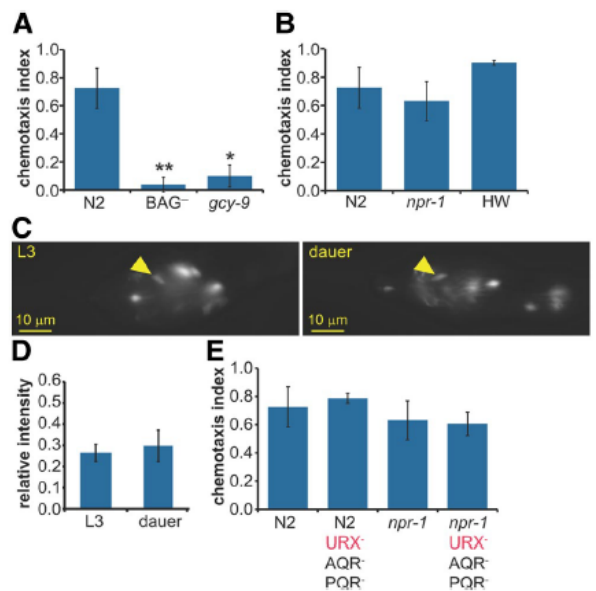 A
chemotaxis index
1.0
0.8
0.6
0.4
0.2
0.0
**
*
N2 BAG– gcy-9
B
chemotaxis index
1.0
0.8
0.6
0.4
0.2
0.0
N2 npr-1 HW
C
L3
10 µm
dauer
10 µm
D
relative intensity
0.6
0.5
0.4
0.3
0.2
0.1
0.0
L3 dauer
E
chemotaxis index
1.0
0.8
0.6
0.4
0.2
0.0
N2 N2 npr-1 npr-1
URX- URX-
AQR- AQR-
PQR- PQR-